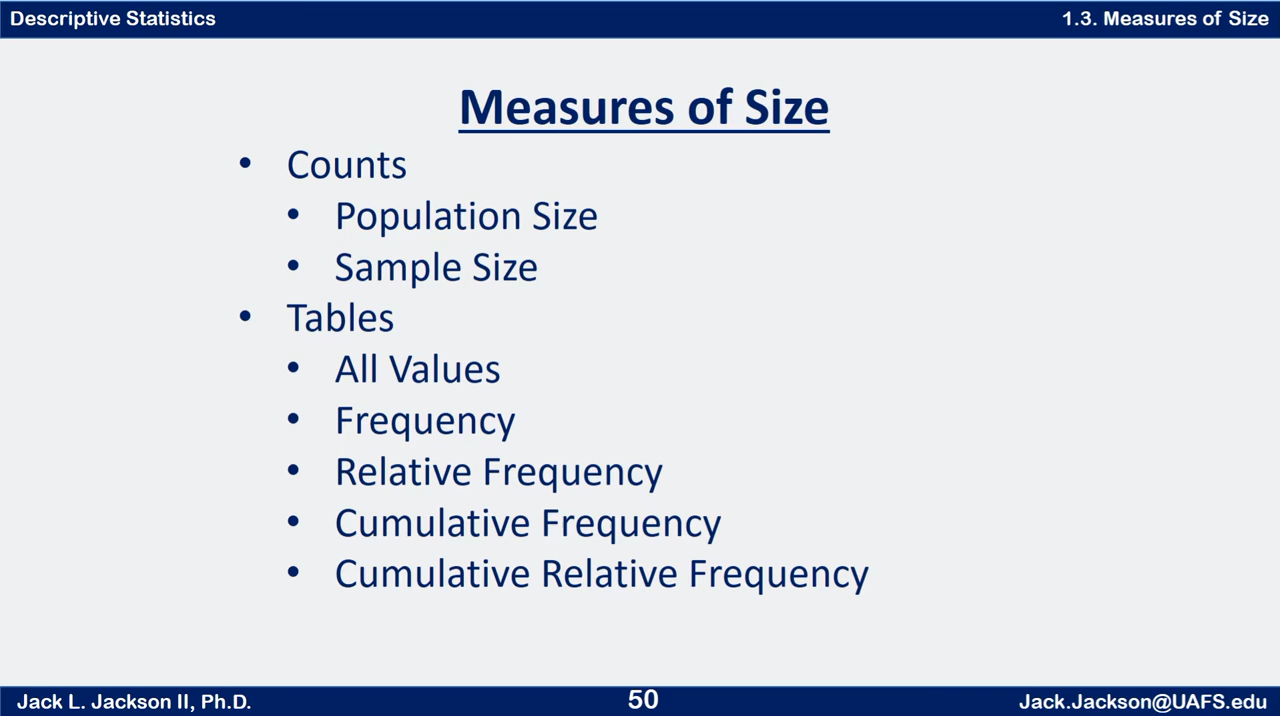 Descriptive Statistics
1.3. Measures of Size
Measures of Size
• Counts
• Population Size
• Sample Size
• Tables
• All Values
• Frequency
• Relative Frequency
• Cumulative Frequency
• Cumulative Relative Frequency
Jack L. Jackson II, Ph.D.
50
Jack.Jackson@UAFS.edu